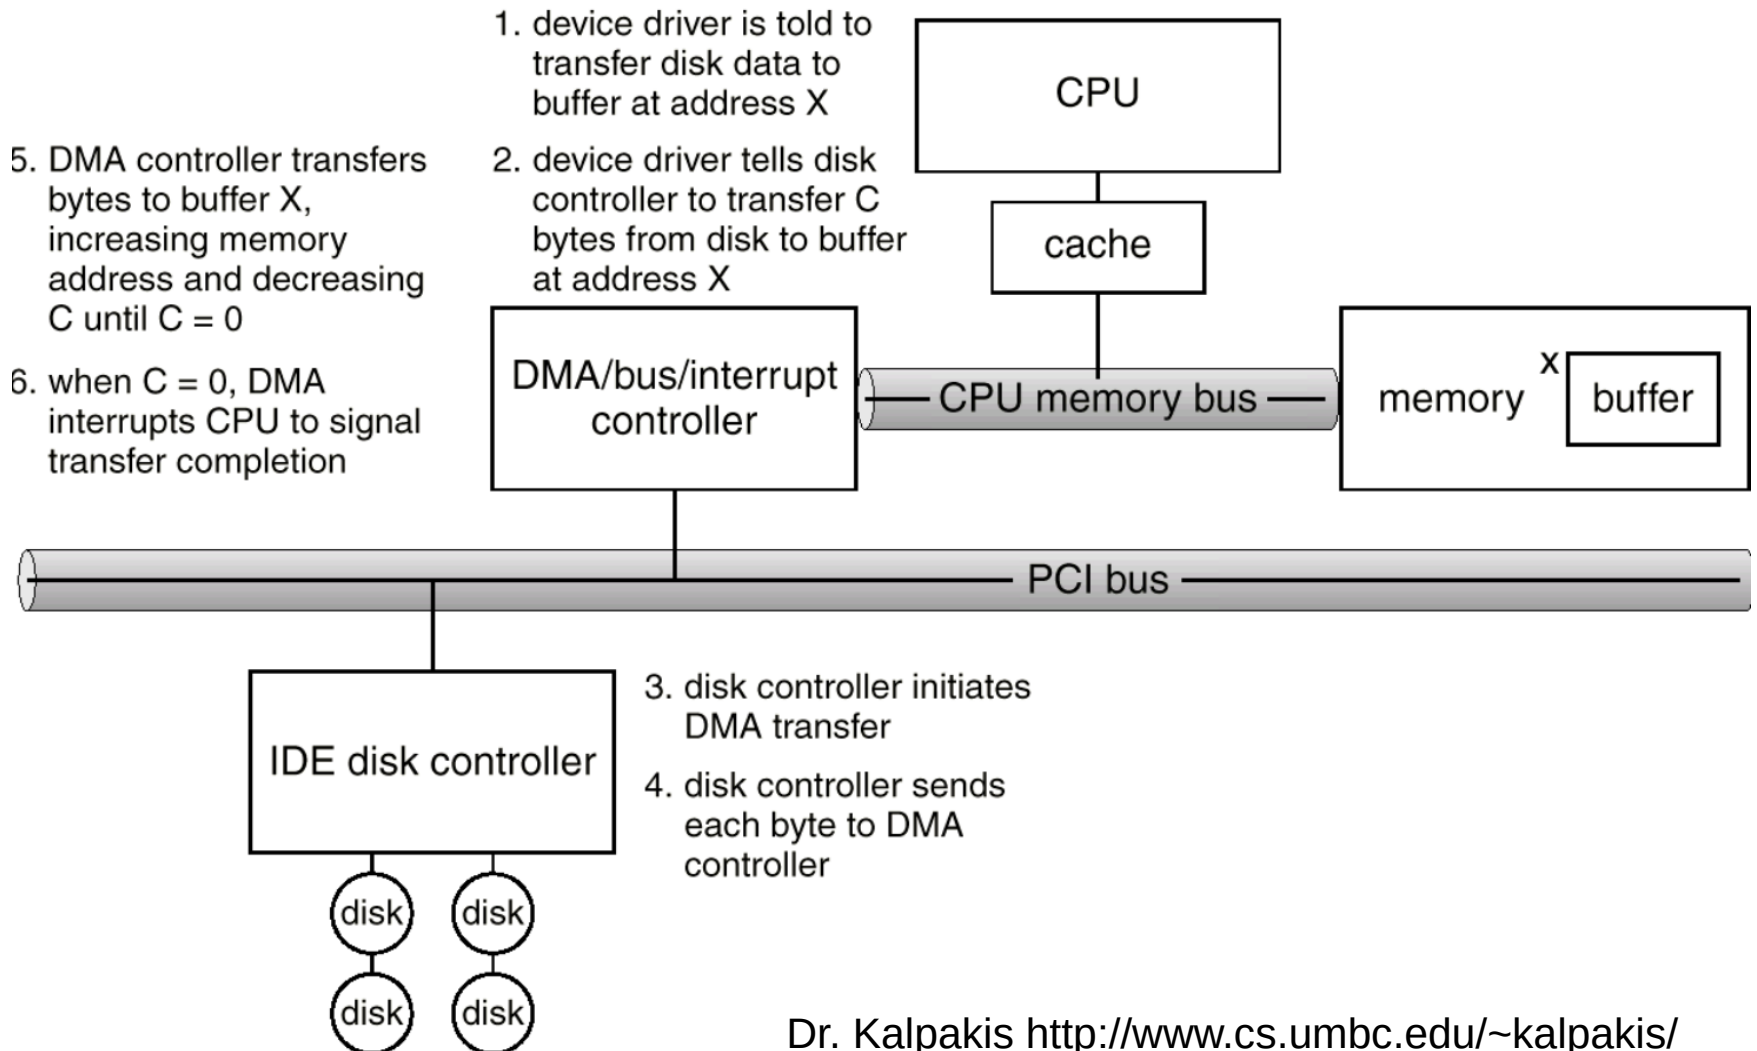 1. device driver is told to
transfer disk data to
buffer at address X
2. device driver tells disk
controller to transfer C
bytes from disk to buffer
at address X
5. DMA controller transfers
bytes to buffer X,
increasing memory
address and decreasing
C until C = 0
6. when C = 0, DMA
interrupts CPU to signal
transfer completion
CPU
cache
DMA/bus/interrupt
controller
CPU memory bus
memory
x
buffer
PCI bus
IDE disk controller
3. disk controller initiates
DMA transfer
4. disk controller sends
each byte to DMA
controller
disk
disk
disk
disk
Dr. Kalpakis http://www.cs.umbc.edu/~kalpakis/